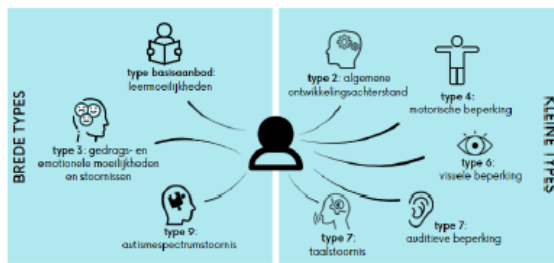 BREDE TYPES
type basisaanbod:
leermoeilijkheden
type 3: gedrags- en
emotionele moeilijkheden
en stoornissen
type 9:
autismespectrumstoornis
type 2: algemene
ontwikkelingsachterstand
type 4:
motorische beperking
type 6:
visuele beperking
type 7:
auditieve beperking
type 7:
taalstoornis
KLEINE TYPES